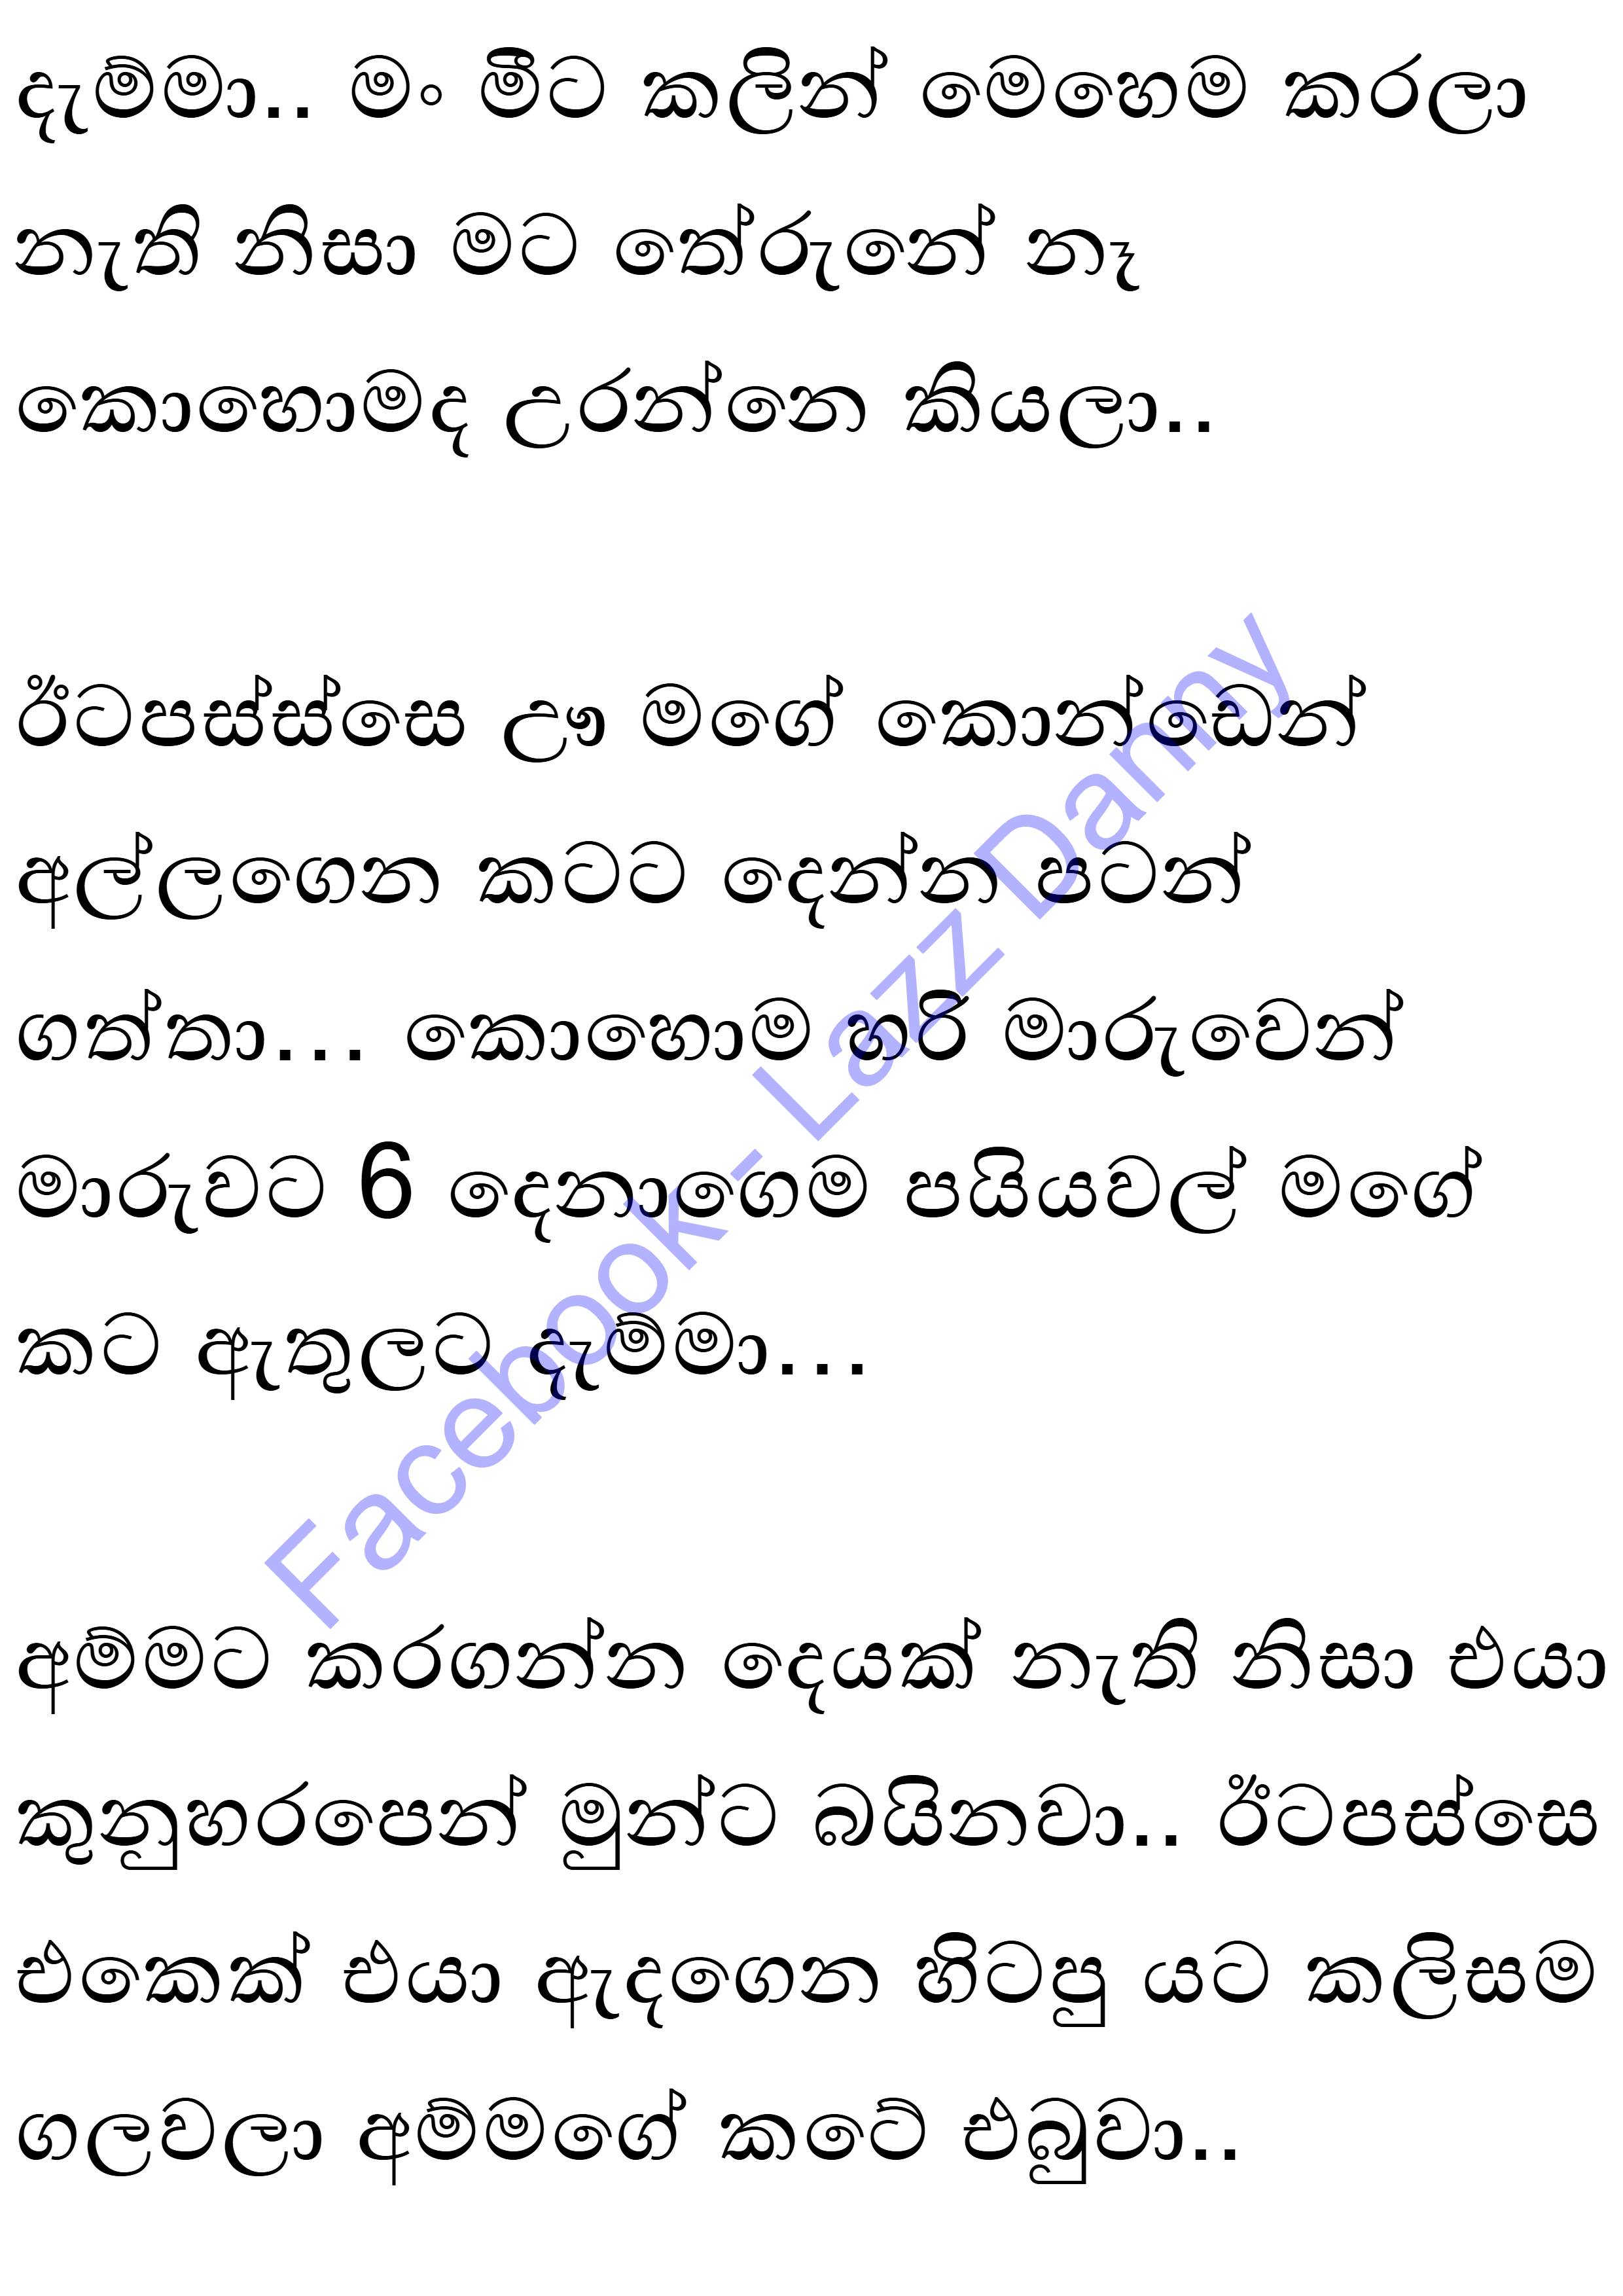 දැම්මා.. මං මීට කලින් මෙහෙම කරලා
නැති නිසා මට තේරුනේ නෑ
කොහොමද උරන්නෙ කියලා..
ඊටපස්ස්සෙ ඌ මගේ කොන්ඩෙන්
අල්ලගෙන කටට දෙන්න පටන්
ගත්තා... කොහොම හරි මාරුවෙන්
මාරුවට 6 දෙනාගෙම පයියවල් මගේ
කට ඇතුලට දැම්මා...
අම්මට කරගන්න දෙයක් නැති නිසා එයා
කුනුහරපෙන් මුන්ට බයිනවා.. ඊටපස්සෙ
එකෙක් එයා ඇදගෙන හිටපු යට කලිසම
ගලවලා අම්මගේ කටේ එබුවා..
Facebook - Lazz Danny